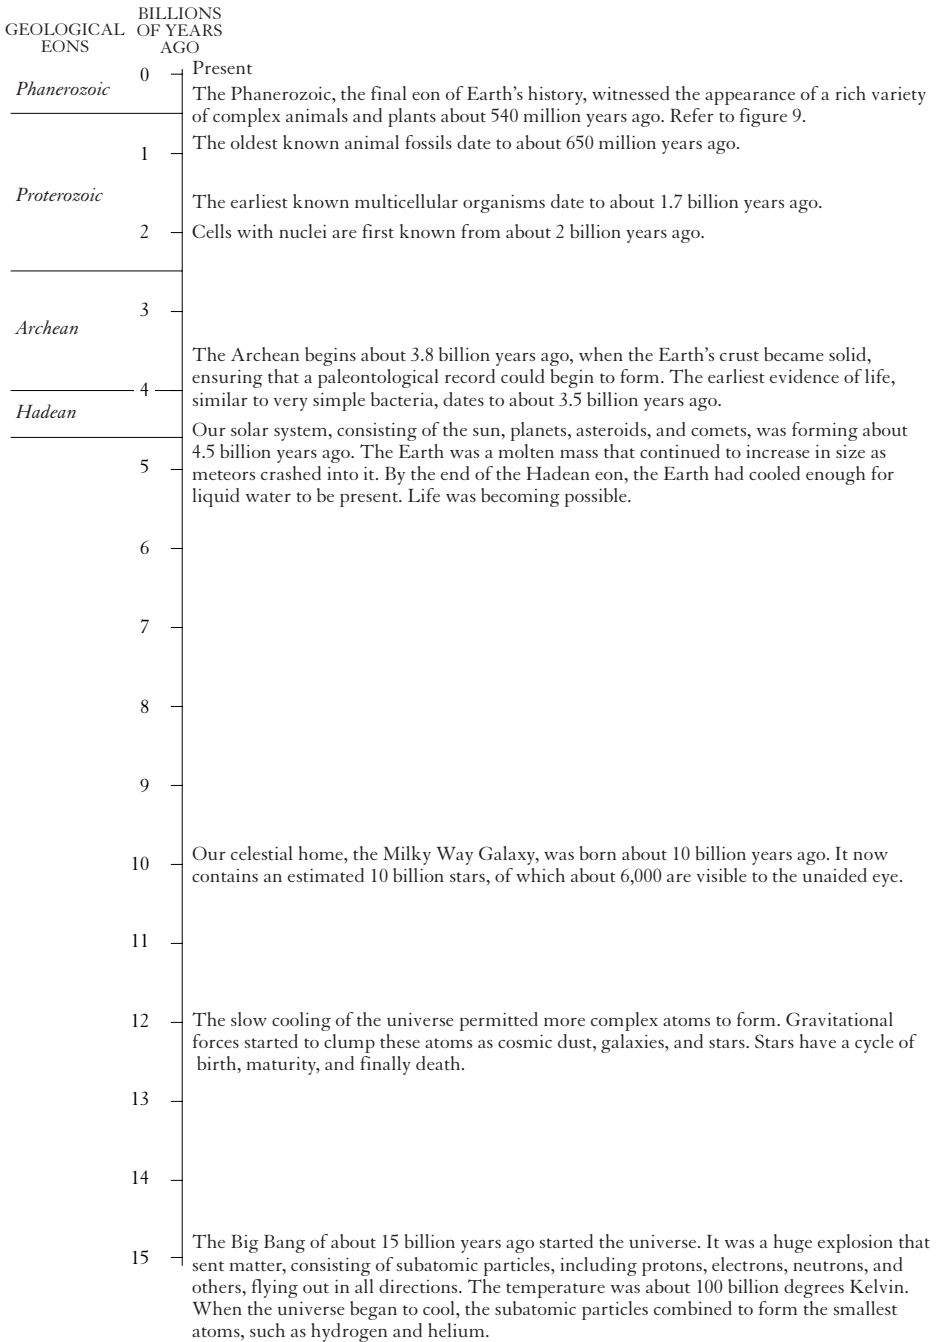 BILLIONS
GEOLOGICAL OF YEARS
EONS AGO
0 Present
Phanerozoic
The Phanerozoic, the final eon of Earth's history, witnessed the appearance of a rich variety
of complex animals and plants about 540 million years ago. Refer to figure 9.
The oldest known animal fossils date to about 650 million years ago.
1
Proterozoic
The earliest known multicellular organisms date to about 1.7 billion years ago.
2 Cells with nuclei are first known from about 2 billion years ago.
3
Archean
The Archean begins about 3.8 billion years ago, when the Earth's crust became solid,
ensuring that a paleontological record could begin to form. The earliest evidence of life,
4
similar to very simple bacteria, dates to about 3.5 billion years ago.
Hadean
Our solar system, consisting of the sun, planets, asteroids, and comets, was forming about
4.5 billion years ago. The Earth was a molten mass that continued to increase in size as
5
meteors crashed into it. By the end of the Hadean eon, the Earth had cooled enough for
liquid water to be present. Life was becoming possible.
6
7
8
9
Our celestial home, the Milky Way Galaxy, was born about 10 billion years ago. It now
10
contains an estimated 10 billion stars, of which about 6,000 are visible to the unaided eye.
11
12 The slow cooling of the universe permitted more complex atoms to form. Gravitational
forces started to clump these atoms as cosmic dust, galaxies, and stars. Stars have a cycle of
birth, maturity, and finally death.
13
14
The Big Bang of about 15 billion years ago started the universe. It was a huge explosion that
15
sent matter, consisting of subatomic particles, including protons, electrons, neutrons, and
others, flying out in all directions. The temperature was about 100 billion degrees Kelvin.
When the universe began to cool, the subatomic particles combined to form the smallest
atoms, such as hydrogen and helium.